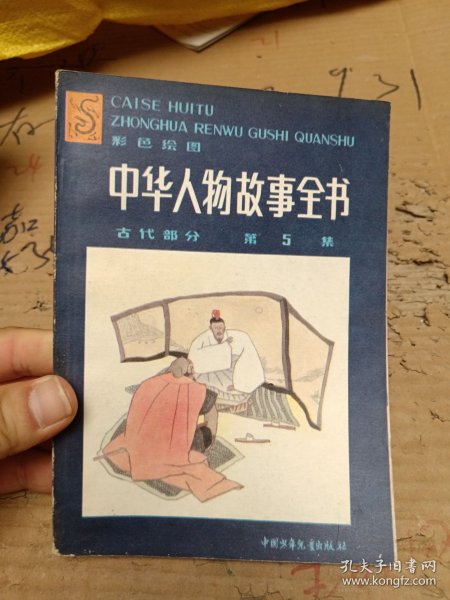 CAISE HUITU
ZHONGHUA RENWU GUSHI QUANSHU
彩色绘图
中华人物故事全书
古代部分 第5集
中国少年儿童出版社
孔夫子旧书网
www.kongfz.com